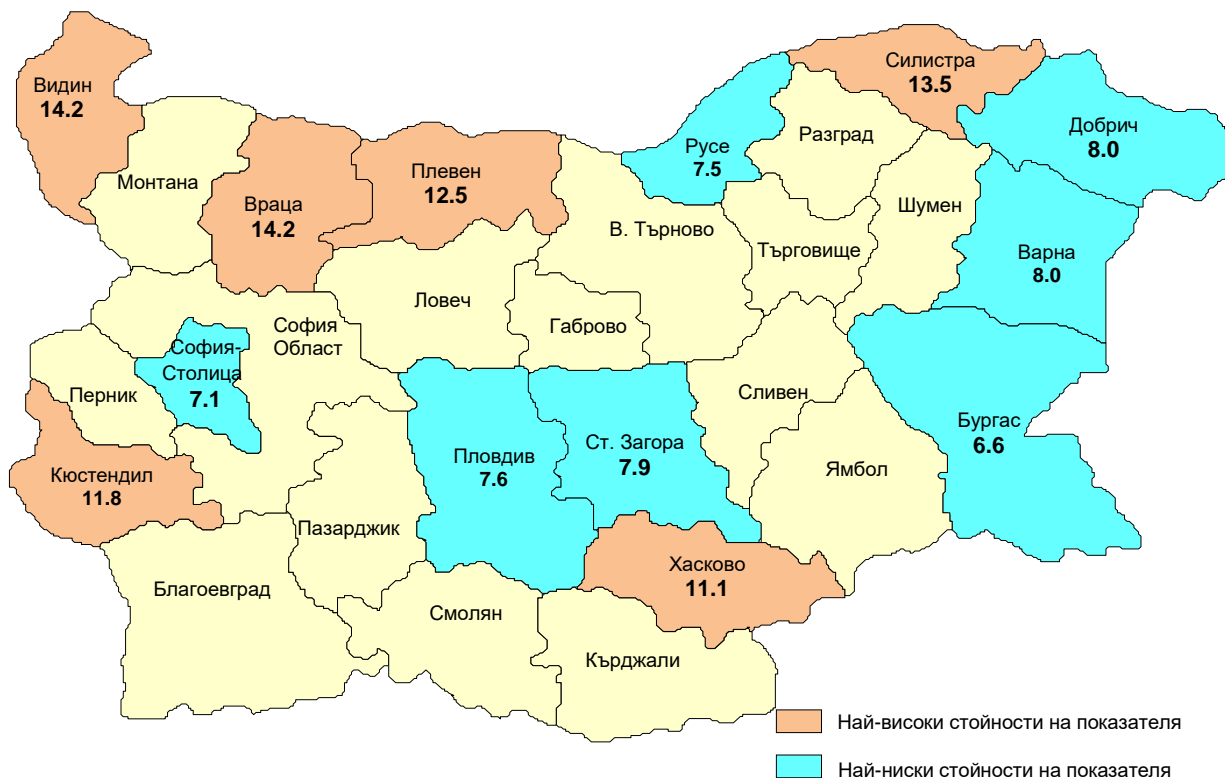 Видин
14.2
Монтана
Враца
14.2
Плевен
12.5
Русе
7.5
Силистра
13.5
Разград
Добрич
8.0
Шумен
Варна
8.0
В. Търново
Търговище
Ловеч
Габрово
София
Област
София-
Столица
7.1
Перник
Кюстендил
11.8
Пловдив
7.6
Ст. Загора
7.9
Сливен
Ямбол
Бургас
6.6
Пазарджик
Благоевград
Смолян
Хасково
11.1
Кърджали
Най-високи стойности на показателя
Най-ниски стойности на показателя